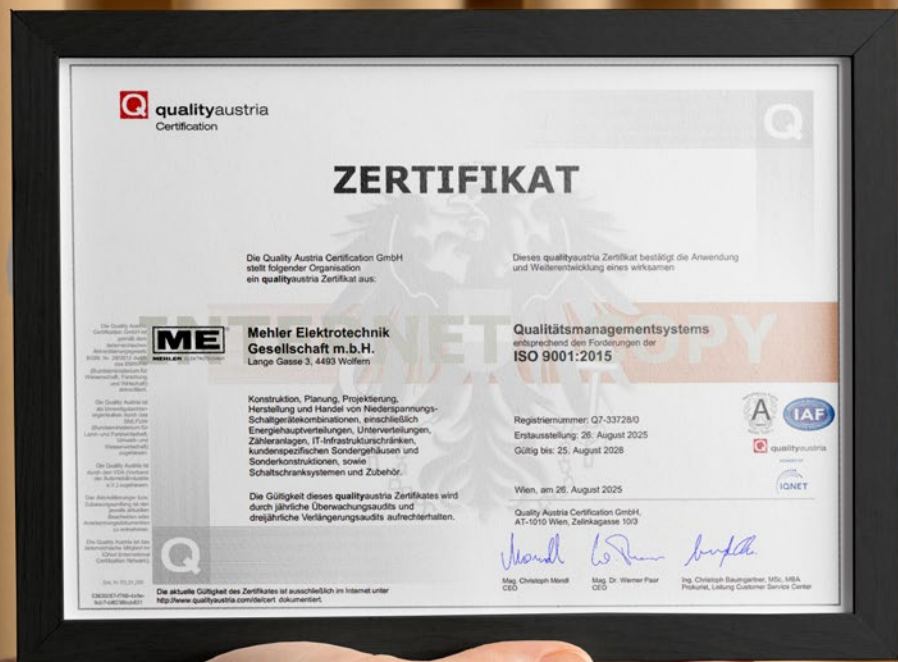 qualityaustria
Certification
ZERTIFIKAT
Die Quality Austria Certification GmbH
stellt folgender Organisation
ein qualityaustria Zertifikat aus:
Dieses qualityaustria Zertifikat bestätigt die Anwendung
und Weiterentwicklung eines wirksamen
ME
MEHLER ELEKTROTECHNIK
Mehler Elektrotechnik
Gesellschaft m.b.H.
Lange Gasse 3, 4493 Wolfern
Qualitätsmanagementsystems
entsprechend den Forderungen der
ISO 9001:2015
Konstruktion, Planung, Projektierung,
Herstellung und Handel von Niederspannungs-
Schaltgerätekombinationen, einschließlich
Energiehauptverteilungen, Unterverteilungen,
Zähleranlagen, IT-Infrastrukturschränken,
kundenspezifischen Sondergehäusen und
Sonderkonstruktionen, sowie
Schaltschranksystemen und Zubehör.
Die Gültigkeit dieses qualityaustria Zertifikates wird
durch jährliche Überwachungsaudits und
dreijährliche Verlängerungsaudits aufrechterhalten.
Registriernummer: Q7-33728/0
Erstausstellung: 26. August 2025
Gültig bis: 25. August 2028
IAF
qualityaustria
IQNET
Wien, am 26. August 2025
Quality Austria Certification GmbH,
AT-1010 Wien, Zelinkagasse 10/3
Mag. Christoph Mondl
CEO
Mag. Dr. Werner Paar
CEO
Ing. Christoph Baumgartner, MSc, MBA
Prokurist, Leitung Customer Service Center
Die aktuelle Gültigkeit des Zertifikates ist ausschließlich im Internet unter
http://www.qualityaustria.com/de/cert dokumentiert.